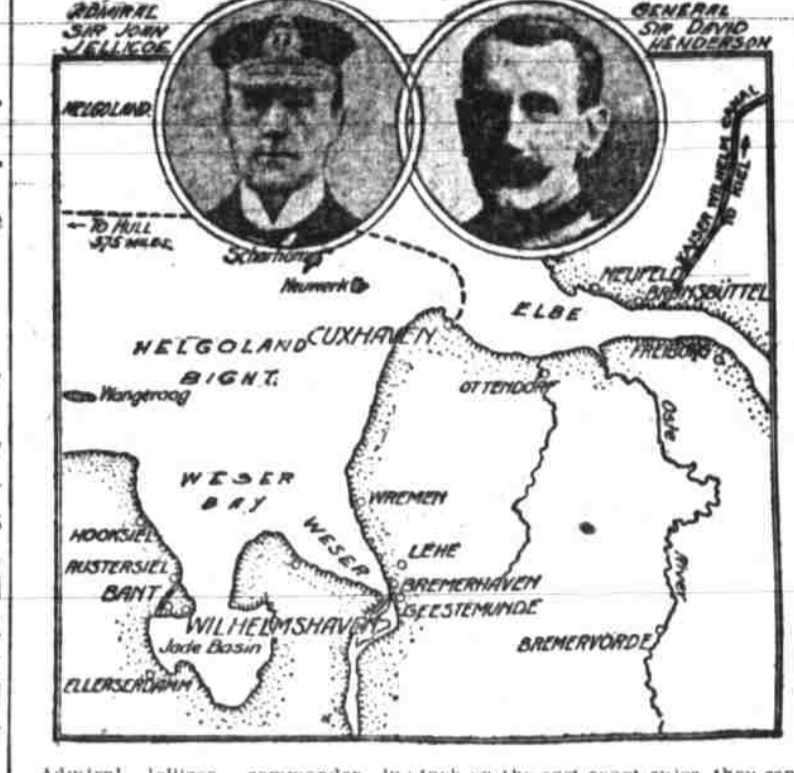 ADMIRAL
SIR JOHN
JELLICOE
GENERAL
SIR DAVID
HENDERSON
HELGOLAND.
KAISER WILHELM CANAL
TO KIEL →
← TO HULL
375 MILES
Scharhorn
Neuwerk
NEUFELD
BRUNSBÜTTEL
ELBE
HELGOLAND
BIGHT.
CUXHAVEN
FREIBURG
Wangeroog
OTTENDORF
Oste
River
WESER
BAY
WREMEN
WESER
HOOKSIEL
LEHE
RUSTERSIEL
BREMERHAVEN
BANT
GEESTEMUNDE
WILHELMSHAVEN
Jade Basin
BREMERVORDE
ELLERSERDAMM